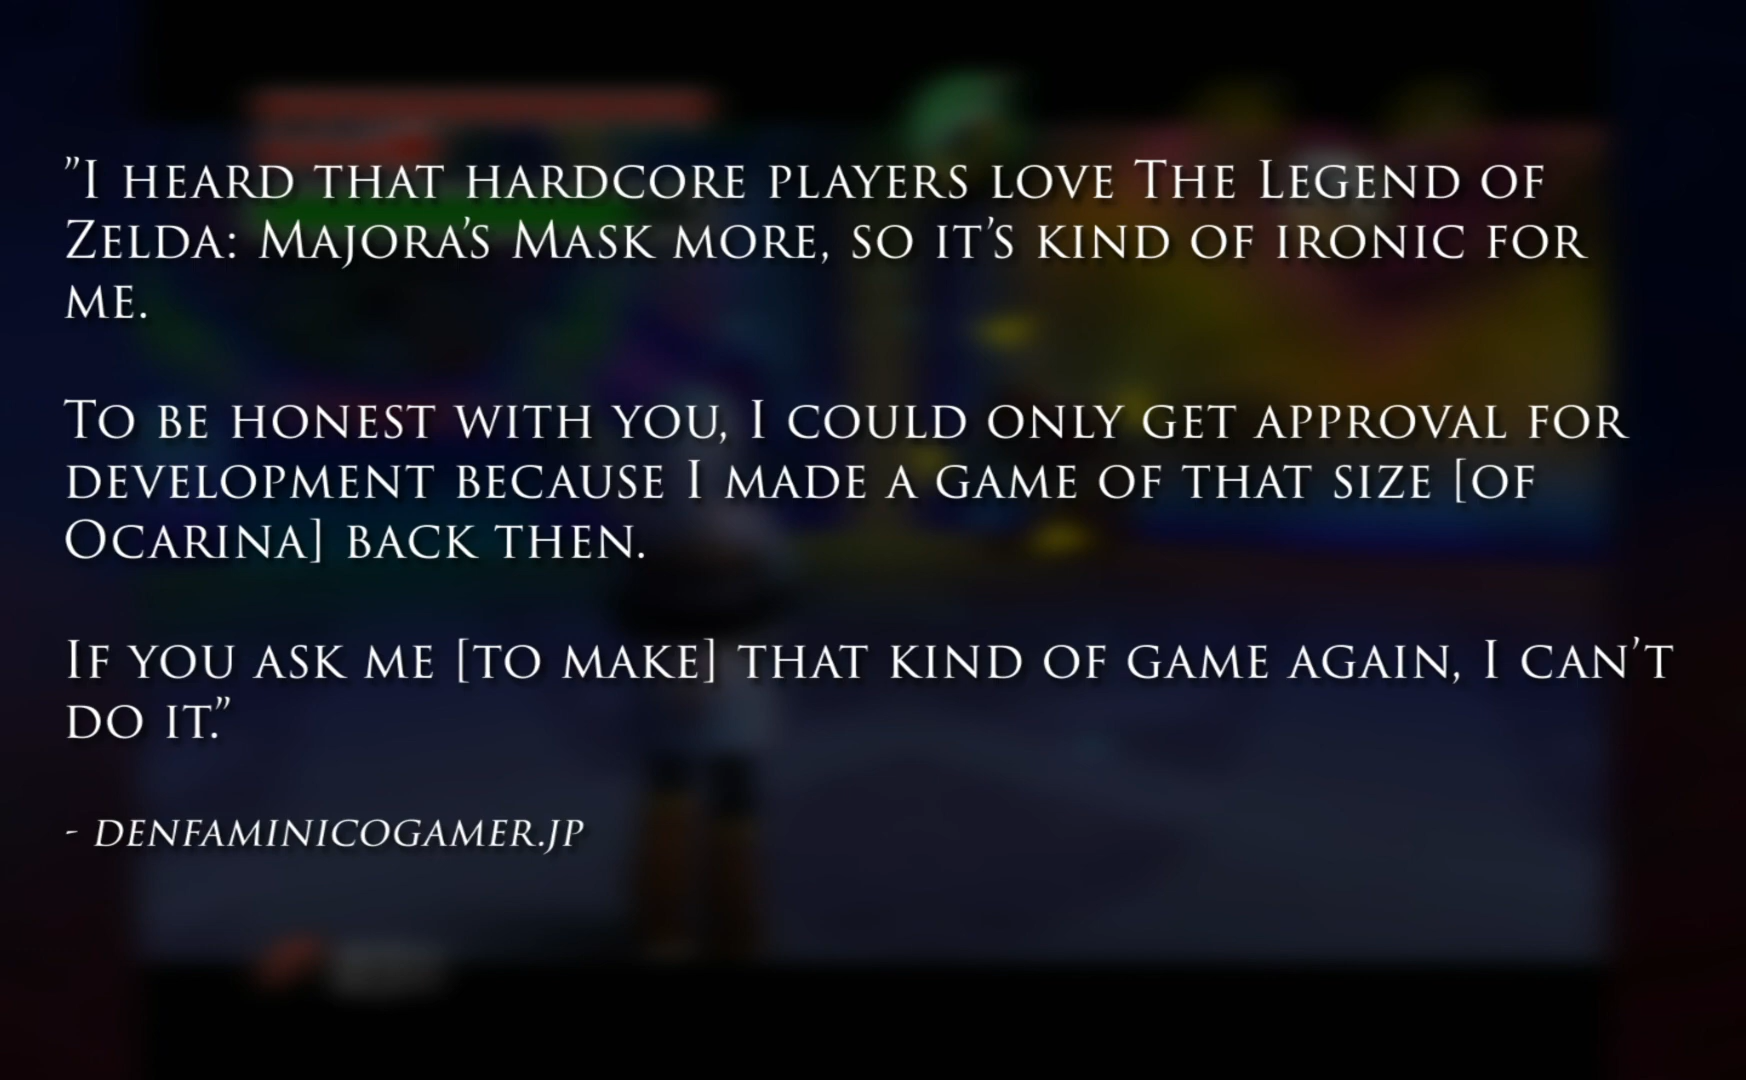 ”I heard that hardcore players love The Legend of
Zelda: Majora’s Mask more, so it’s kind of ironic for
me.
To be honest with you, I could only get approval for
development because I made a game of that size [of
Ocarina] back then.
If you ask me [to make] that kind of game again, I can’t
do it.”
- denfaminicogamer.jp